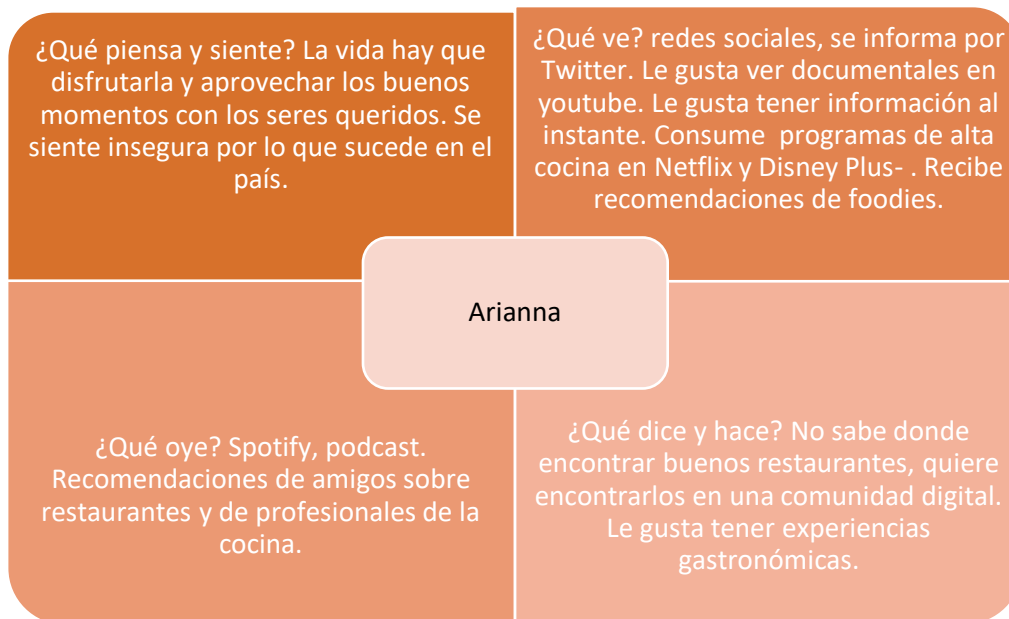 ¿Qué piensa y siente? La vida hay que
disfrutarla y aprovechar los buenos
momentos con los seres queridos. Se
siente insegura por lo que sucede en el
país.
¿Qué ve? redes sociales, se informa por
Twitter. Le gusta ver documentales en
youtube. Le gusta tener información al
instante. Consume programas de alta
cocina en Netflix y Disney Plus- . Recibe
recomendaciones de foodies.
Arianna
¿Qué oye? Spotify, podcast.
Recomendaciones de amigos sobre
restaurantes y de profesionales de la
cocina.
¿Qué dice y hace? No sabe donde
encontrar buenos restaurantes, quiere
encontrarlos en una comunidad digital.
Le gusta tener experiencias
gastronómicas.